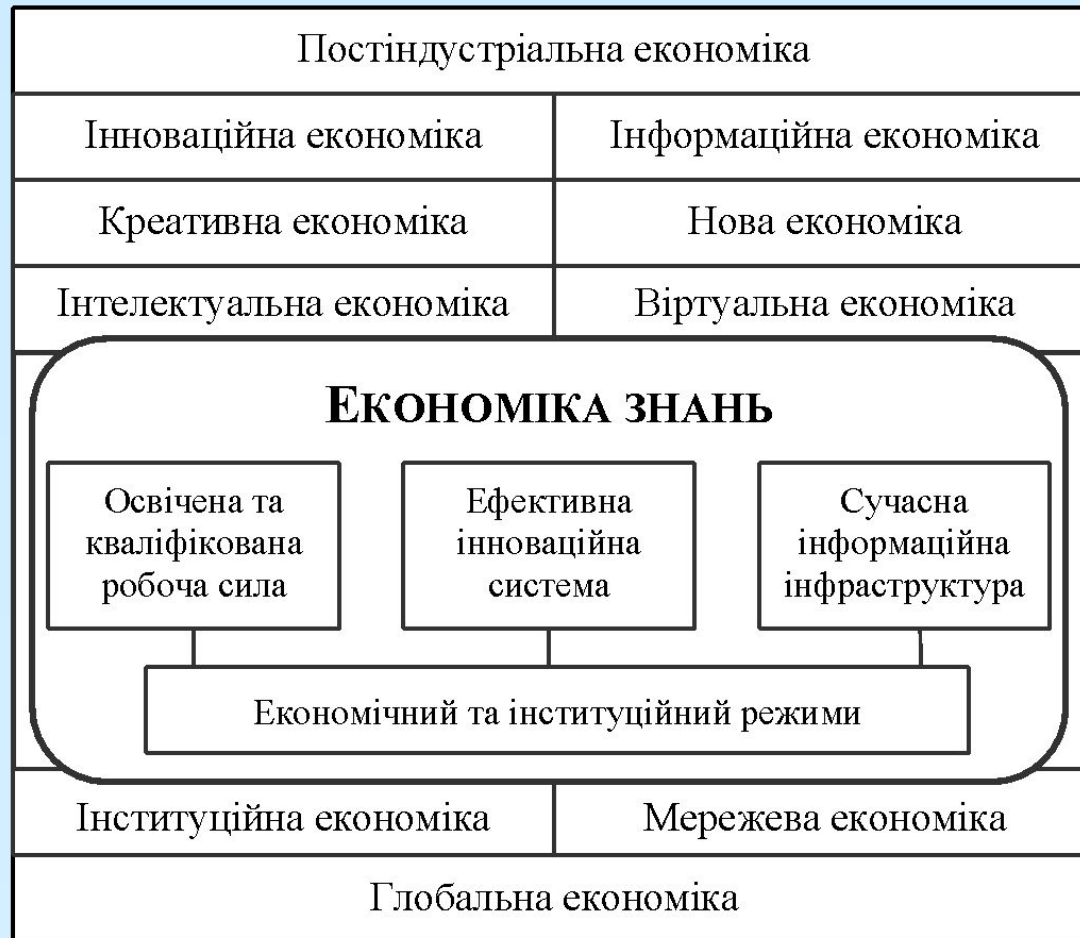 Постіндустріальна економіка
Інноваційна економіка
Інформаційна економіка
Креативна економіка
Нова економіка
Інтелектуальна економіка
Віртуальна економіка
ЕКОНОМІКА ЗНАНЬ
Освічена та
кваліфікована
робоча сила
Ефективна
інноваційна
система
Сучасна
інформаційна
інфраструктура
Економічний та інституційний режими
Інституційна економіка
Мережева економіка
Глобальна економіка